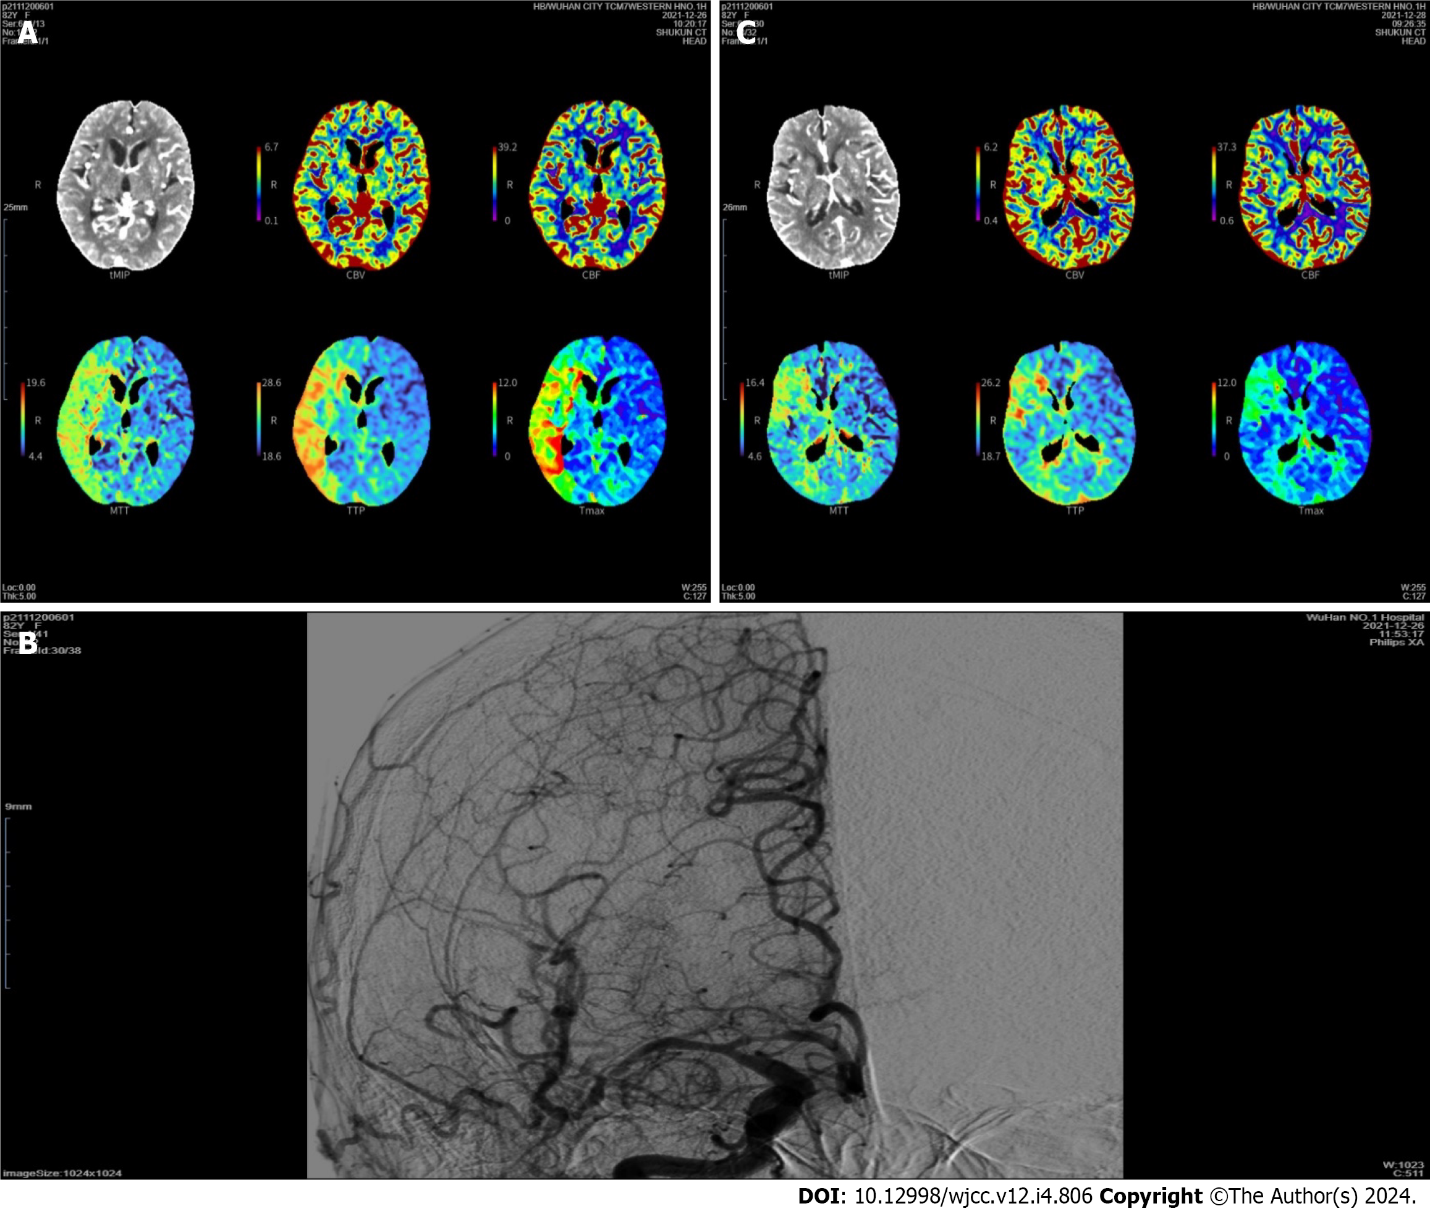 p2111200601
82Y F
HB/WUHAN CITY TCM7WESTERN HNO.1H
2021-12-26
10:20:17
SHUKUN CT
HEAD
A
R
25mm
tMIP
6.7
R
0.1
CBV
39.2
R
0
CBF
19.6
R
4.4
MTT
28.6
R
18.6
TTP
12.0
R
0
Tmax
Loc:0.00
Thk:5.00
W:255
C:127
p2111200601
82Y F
HB/WUHAN CITY TCM7WESTERN HNO.1H
2021-12-28
09:26:35
SHUKUN CT
HEAD
C
R
26mm
tMIP
6.2
R
0.4
CBV
37.3
R
0.6
CBF
16.4
R
4.6
MTT
26.2
R
18.7
TTP
12.0
R
0
Tmax
Loc:0.00
Thk:5.00
W:255
C:127
p2111200601
82Y F
WuHan NO.1 Hospital
2021-12-26
11:53:17
Philips XA
B
9mm
imageSize:1024x1024
W:1023
C:511
DOI: 10.12998/wjcc.v12.i4.806 Copyright ©The Author(s) 2024.